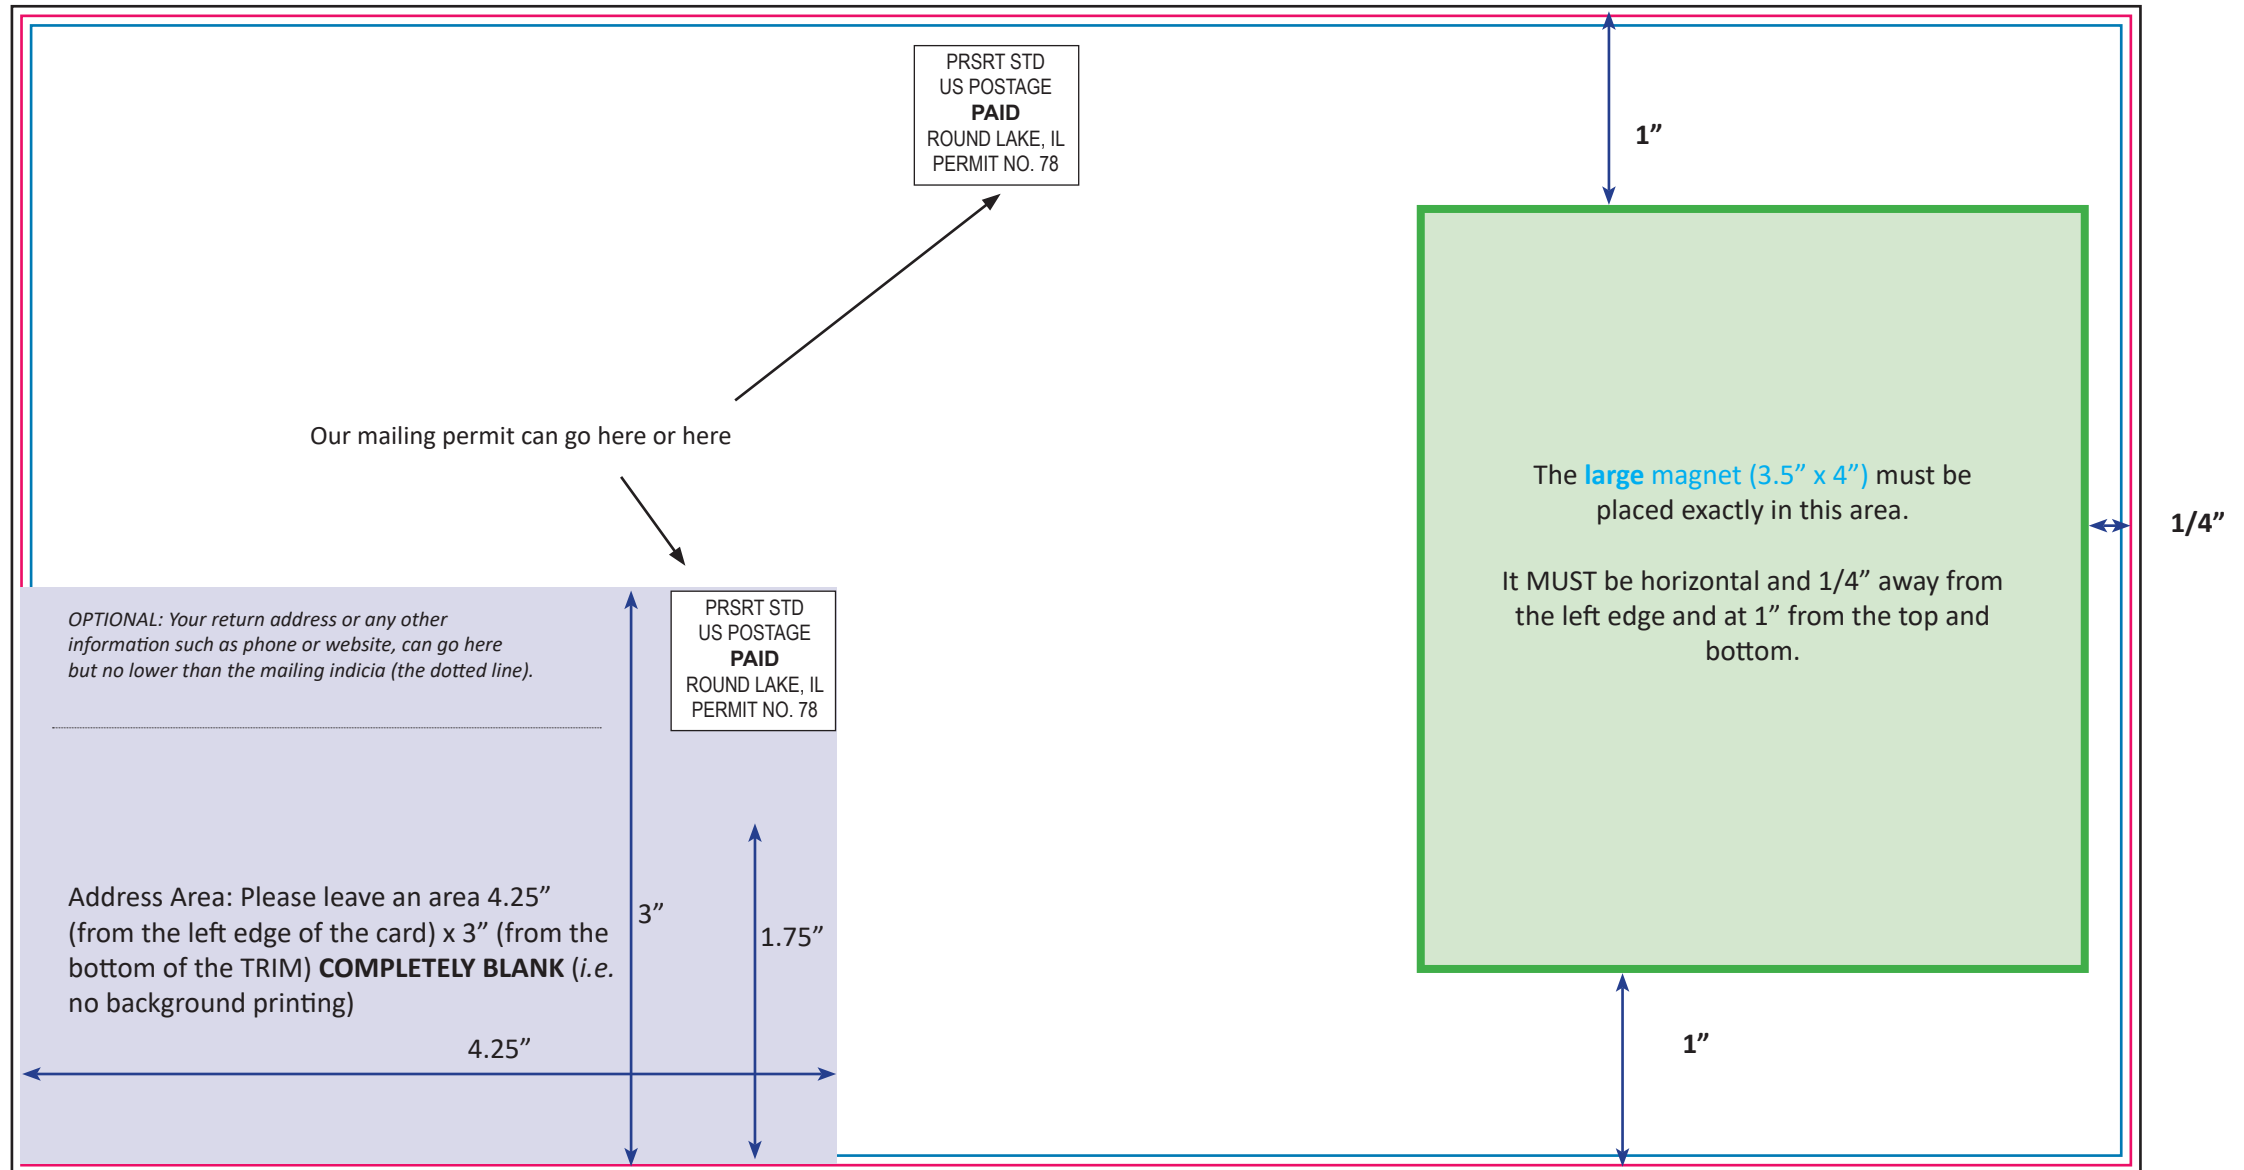 PRSRT STD
US POSTAGE
PAID
ROUND LAKE, IL
PERMIT NO. 78
1”
Our mailing permit can go here or here
The large magnet (3.5” x 4”) must be
placed exactly in this area.
It MUST be horizontal and 1/4” away from
the left edge and at 1” from the top and
bottom.
1/4”
OPTIONAL: Your return address or any other
information such as phone or website, can go here
but no lower than the mailing indicia (the dotted line).
PRSRT STD
US POSTAGE
PAID
ROUND LAKE, IL
PERMIT NO. 78
Address Area: Please leave an area 4.25”
(from the left edge of the card) x 3” (from the
bottom of the TRIM) COMPLETELY BLANK (i.e.
no background printing)
3”
1.75”
4.25”
1”